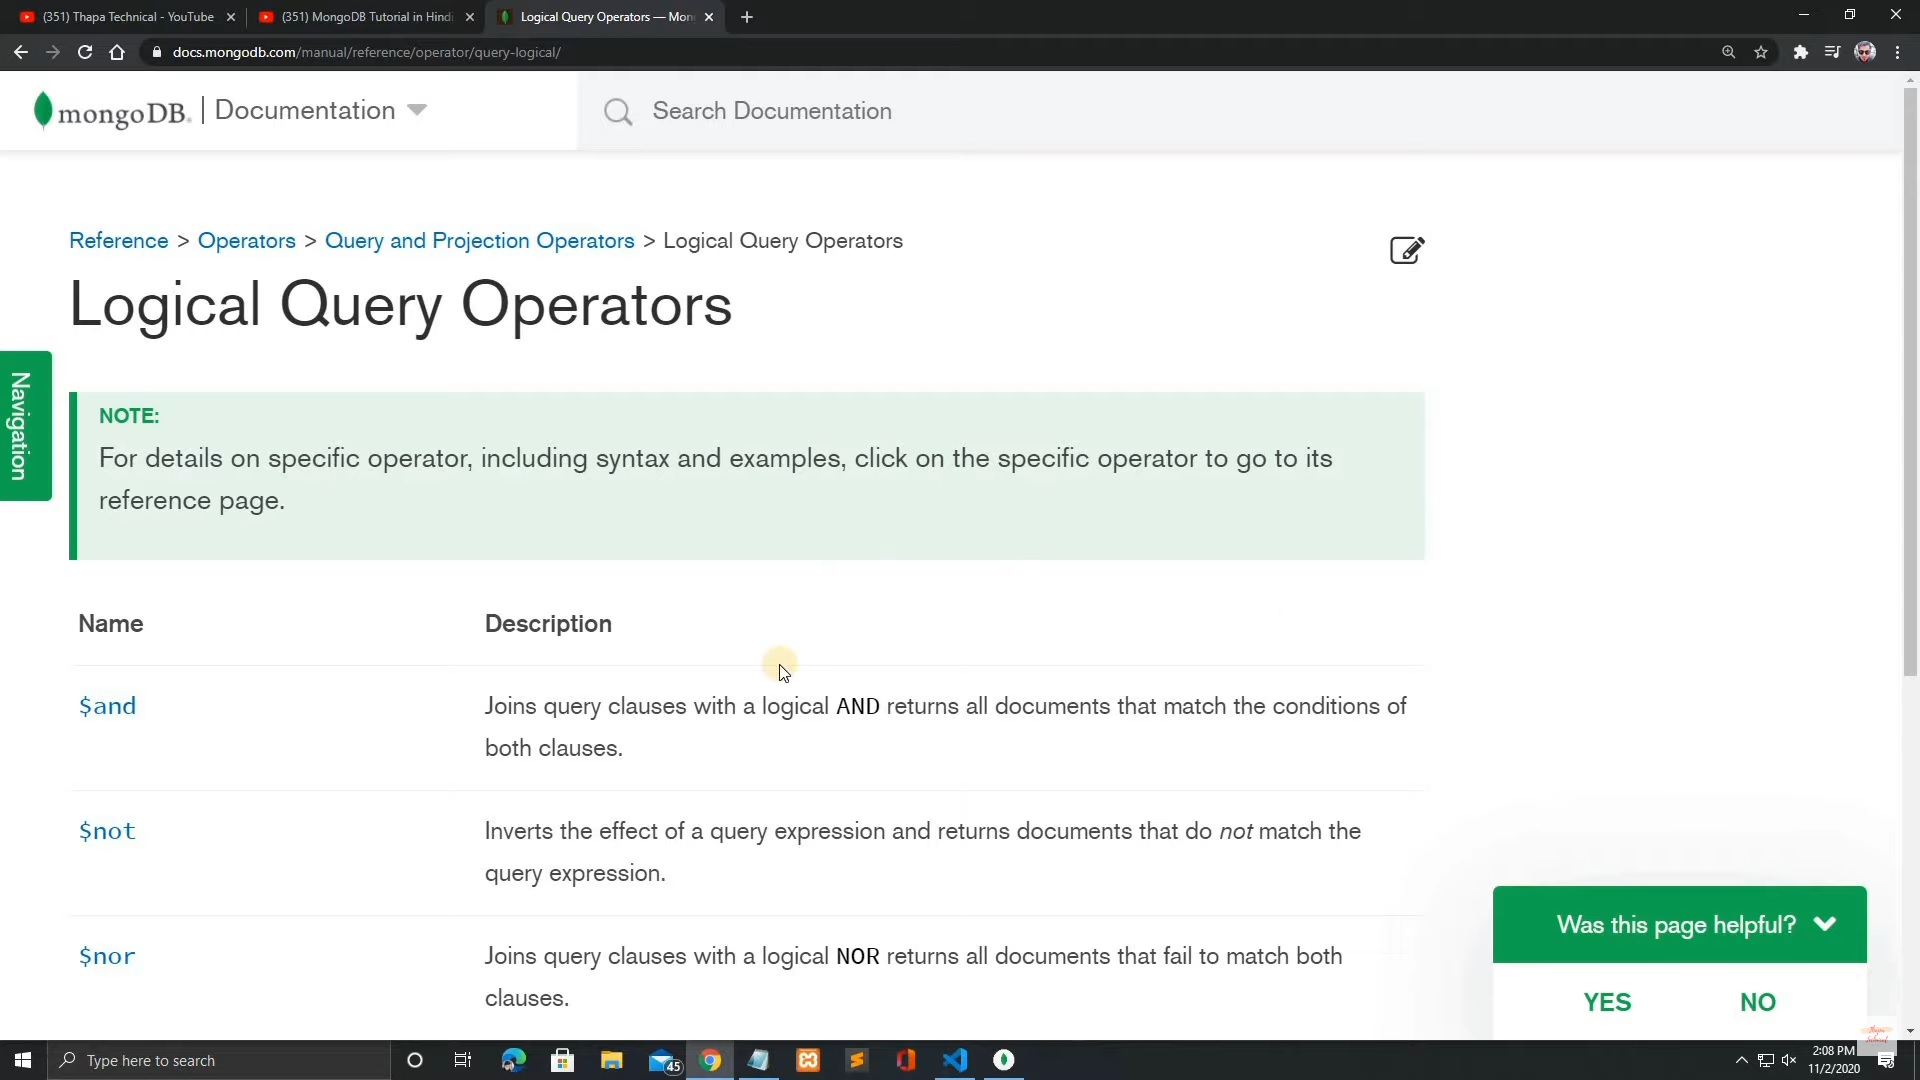 (351) Thapa Technical - YouTube
(351) MongoDB Tutorial in Hindi
Logical Query Operators — Mon
docs.mongodb.com/manual/reference/operator/query-logical/
mongoDB. | Documentation
Search Documentation
Reference > Operators > Query and Projection Operators > Logical Query Operators
Logical Query Operators
Navigation
NOTE:
For details on specific operator, including syntax and examples, click on the specific operator to go to its
reference page.
Name Description
$and Joins query clauses with a logical AND returns all documents that match the conditions of
both clauses.
$not Inverts the effect of a query expression and returns documents that do not match the
query expression.
$nor Joins query clauses with a logical NOR returns all documents that fail to match both
clauses.
Was this page helpful?
YES NO
Type here to search
45
2:08 PM
11/2/2020